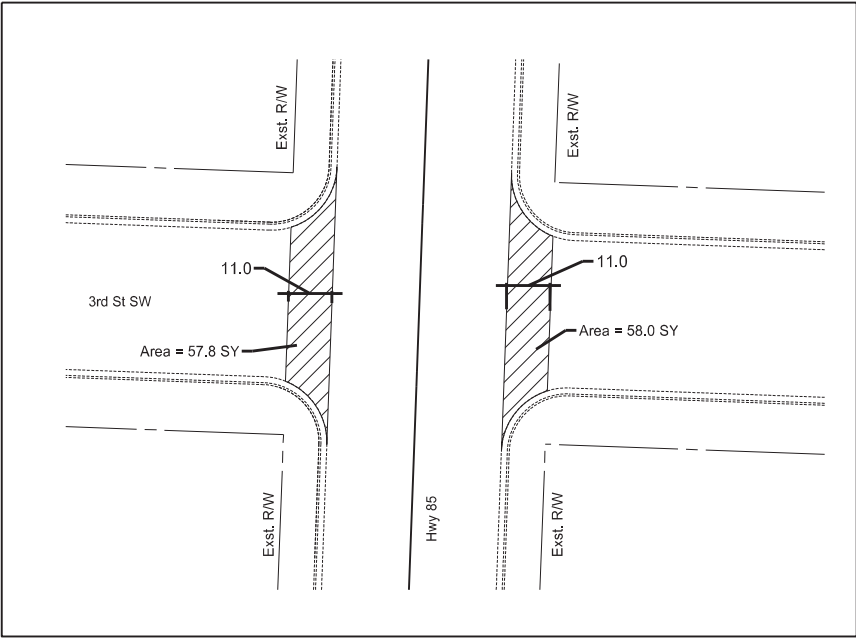 Exst. R/W
Exst. R/W
11.0
11.0
3rd St SW
Area = 57.8 SY
Area = 58.0 SY
Exst. R/W
Hwy 85
Exst. R/W